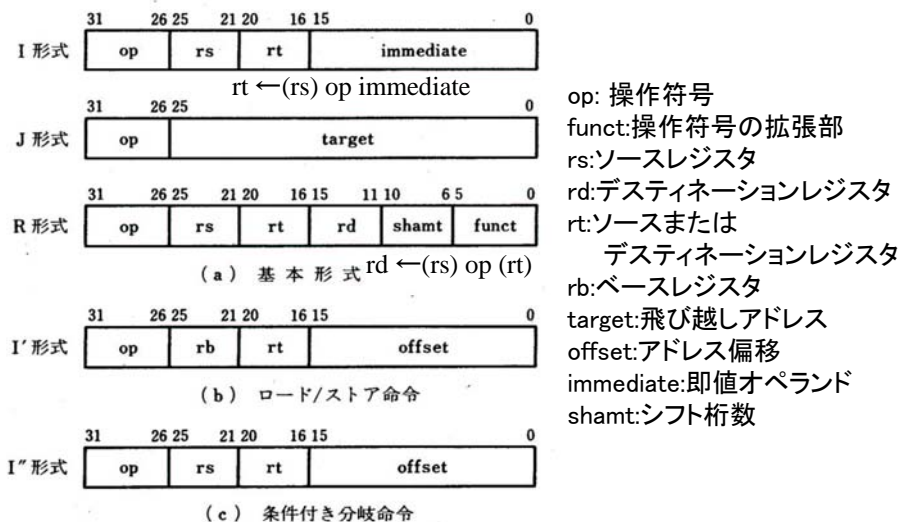 31 26 25 21 20 16 15 0
I 形式 op rs rt immediate
rt ←(rs) op immediate
31 26 25 0
J 形式 op target
31 26 25 21 20 16 15 11 10 6 5 0
R 形式 op rs rt rd shamt funct
(a) 基本形式 rd ←(rs) op (rt)
31 26 25 21 20 16 15 0
I′形式 op rb rt offset
(b) ロード/ストア命令
31 26 25 21 20 16 15 0
I″形式 op rs rt offset
(c) 条件付き分岐命令
op: 操作符号
funct:操作符号の拡張部
rs:ソースレジスタ
rd:デスティネーションレジスタ
rt:ソースまたは
デスティネーションレジスタ
rb:ベースレジスタ
target:飛び越しアドレス
offset:アドレス偏移
immediate:即値オペランド
shamt:シフト桁数